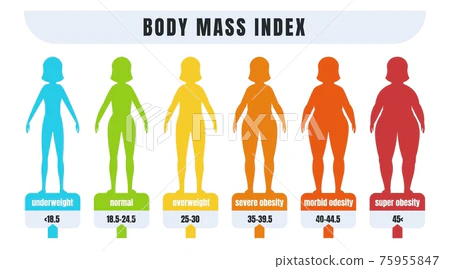 BODY MASS INDEX
underweight normal overweight severe obesity morbid odesity super obesity
<18.5 18.5-24.5 25-30 35-39.5 40-44.5 45<
75955847